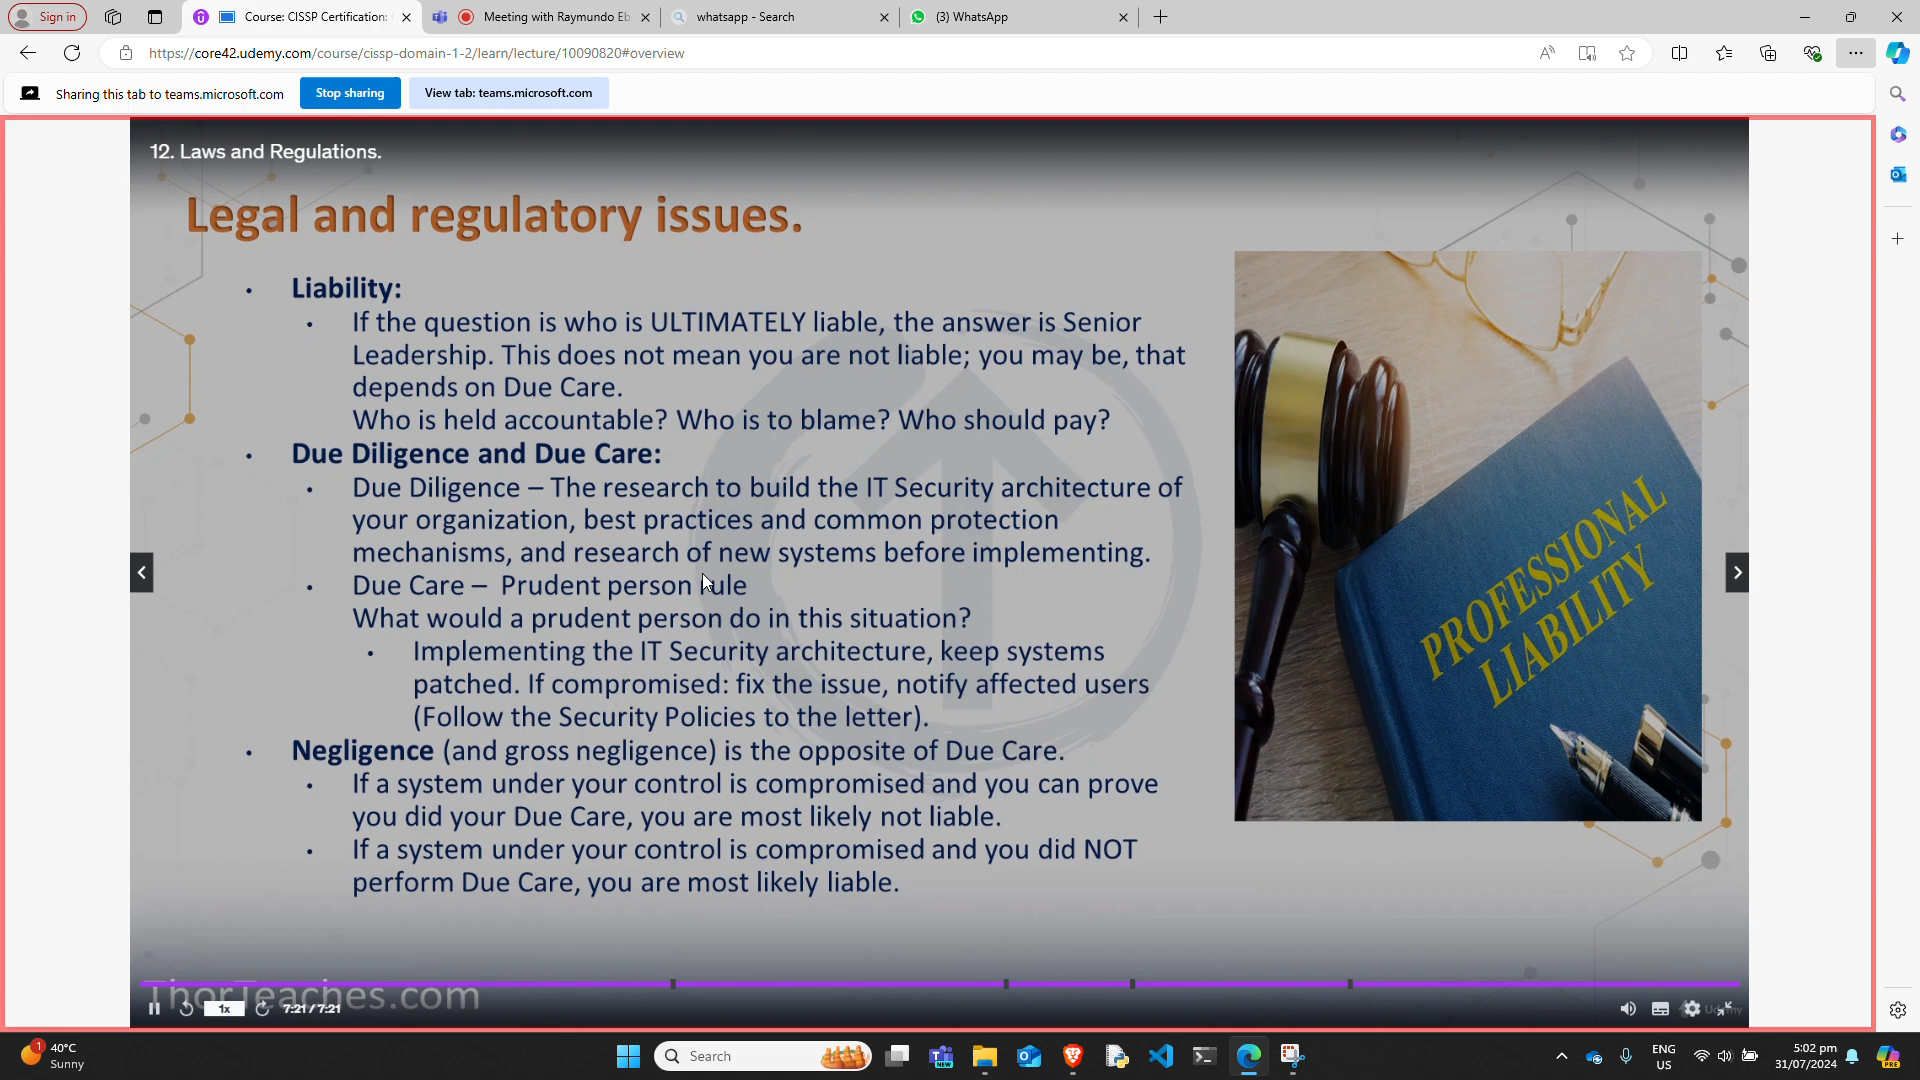 Sign in
Course: CISSP Certification:
Meeting with Raymundo Eb
whatsapp - Search
(3) WhatsApp
https://core42.udemy.com/course/cissp-domain-1-2/learn/lecture/10090820#overview
Sharing this tab to teams.microsoft.com
Stop sharing
View tab: teams.microsoft.com
12. Laws and Regulations.
Legal and regulatory issues.
• Liability:
• If the question is who is ULTIMATELY liable, the answer is Senior
Leadership. This does not mean you are not liable; you may be, that
depends on Due Care.
Who is held accountable? Who is to blame? Who should pay?
• Due Diligence and Due Care:
• Due Diligence – The research to build the IT Security architecture of
your organization, best practices and common protection
mechanisms, and research of new systems before implementing.
• Due Care – Prudent person rule
What would a prudent person do in this situation?
• Implementing the IT Security architecture, keep systems
patched. If compromised: fix the issue, notify affected users
(Follow the Security Policies to the letter).
• Negligence (and gross negligence) is the opposite of Due Care.
• If a system under your control is compromised and you can prove
you did your Due Care, you are most likely not liable.
• If a system under your control is compromised and you did NOT
perform Due Care, you are most likely liable.
PROFESSIONAL
LIABILITY
ThorTeaches.com
1x
7:21 / 7:21
Udemy
1
40°C
Sunny
Search
NEW
ENG
US
5:02 pm
31/07/2024
PRE